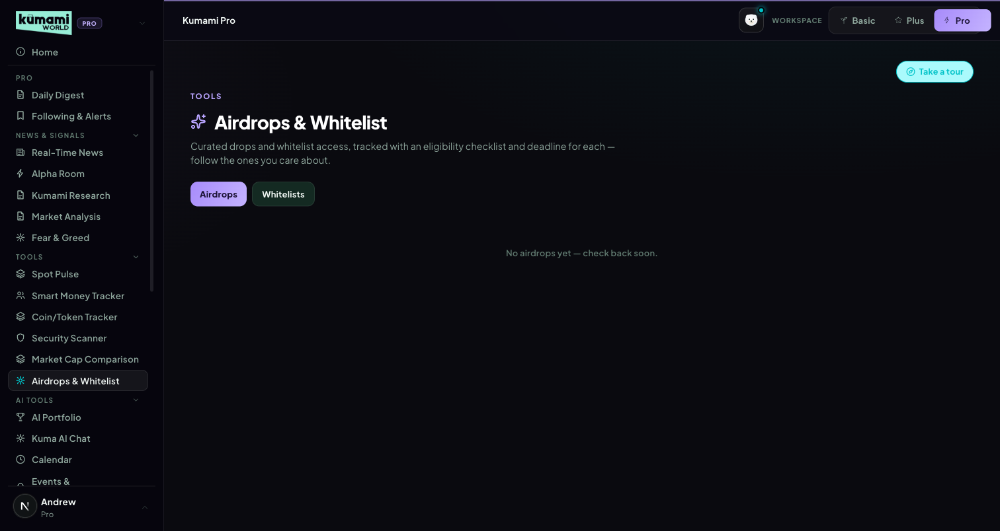 kumami
WORLD
PRO
Home
PRO
Daily Digest
Following & Alerts
NEWS & SIGNALS
Real-Time News
Alpha Room
Kumami Research
Market Analysis
Fear & Greed
TOOLS
Spot Pulse
Smart Money Tracker
Coin/Token Tracker
Security Scanner
Market Cap Comparison
Airdrops & Whitelist
AI TOOLS
AI Portfolio
Kuma AI Chat
Calendar
Events &
N
Andrew
Pro
Kumami Pro
WORKSPACE
Basic
Plus
Pro
Take a tour
TOOLS
Airdrops & Whitelist
Curated drops and whitelist access, tracked with an eligibility checklist and deadline for each —
follow the ones you care about.
Airdrops
Whitelists
No airdrops yet — check back soon.